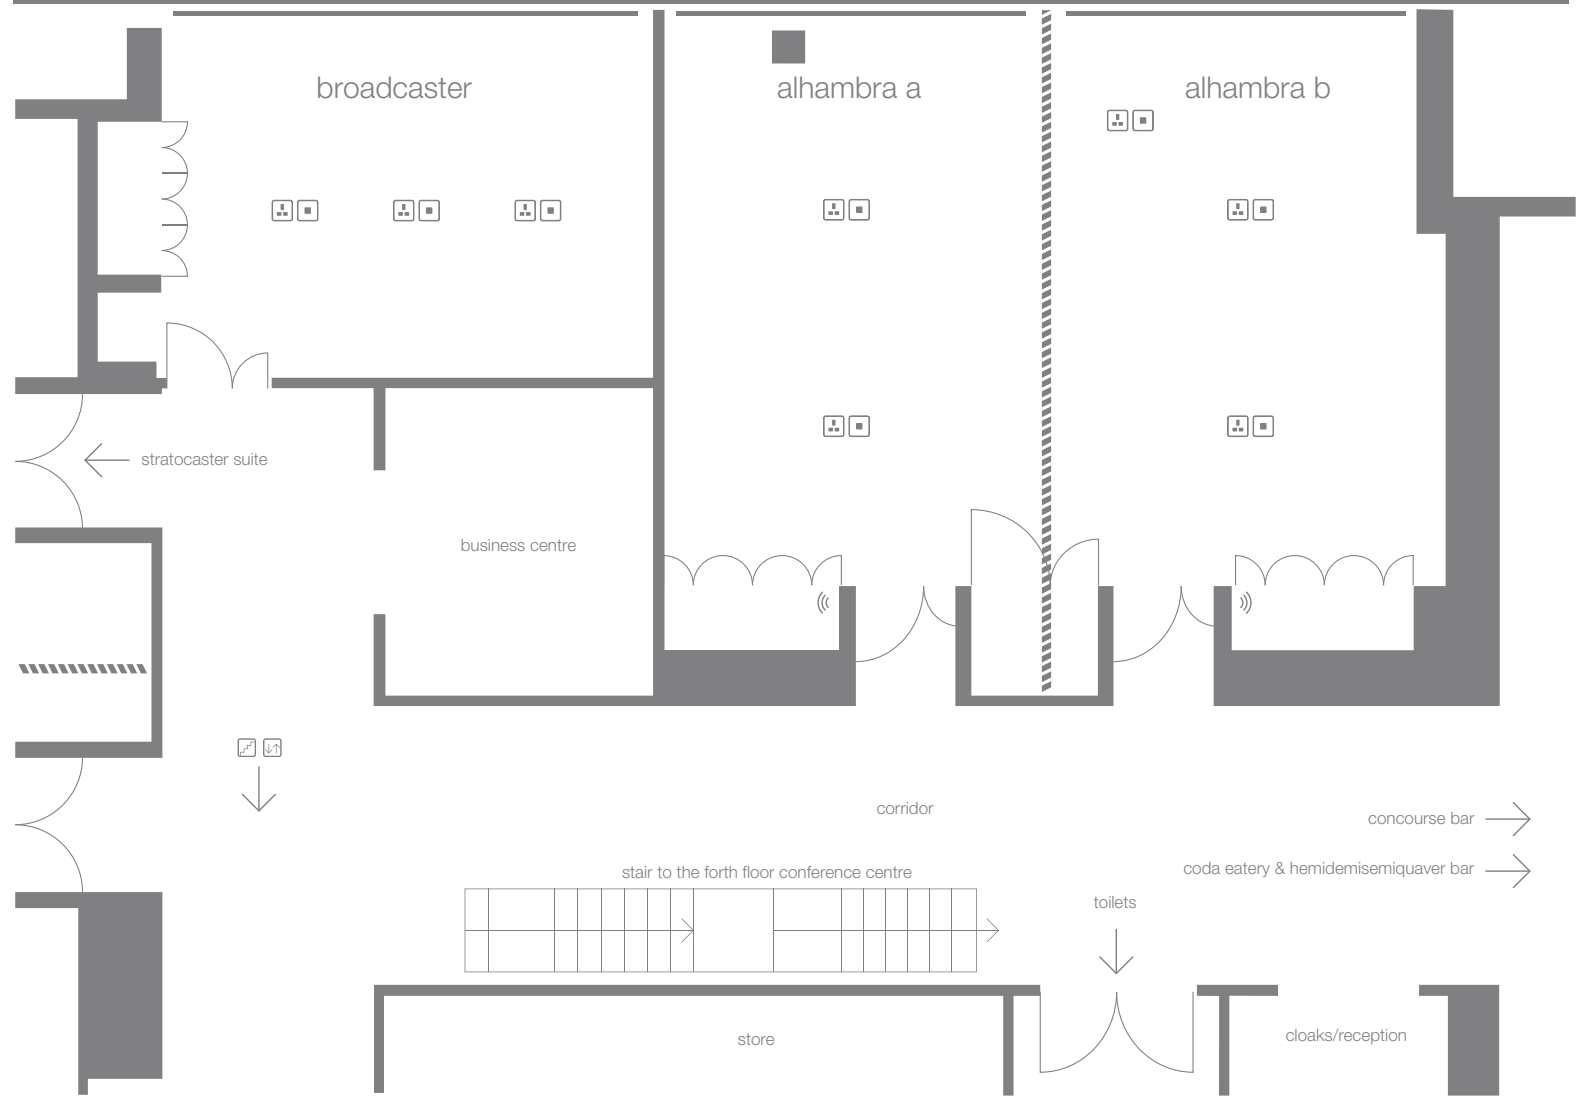 broadcaster
alhambra a
alhambra b
stratocaster suite
business centre
corridor
concourse bar
stair to the forth floor conference centre
coda eatery & hemidemisemiquaver bar
toilets
store
cloaks/reception